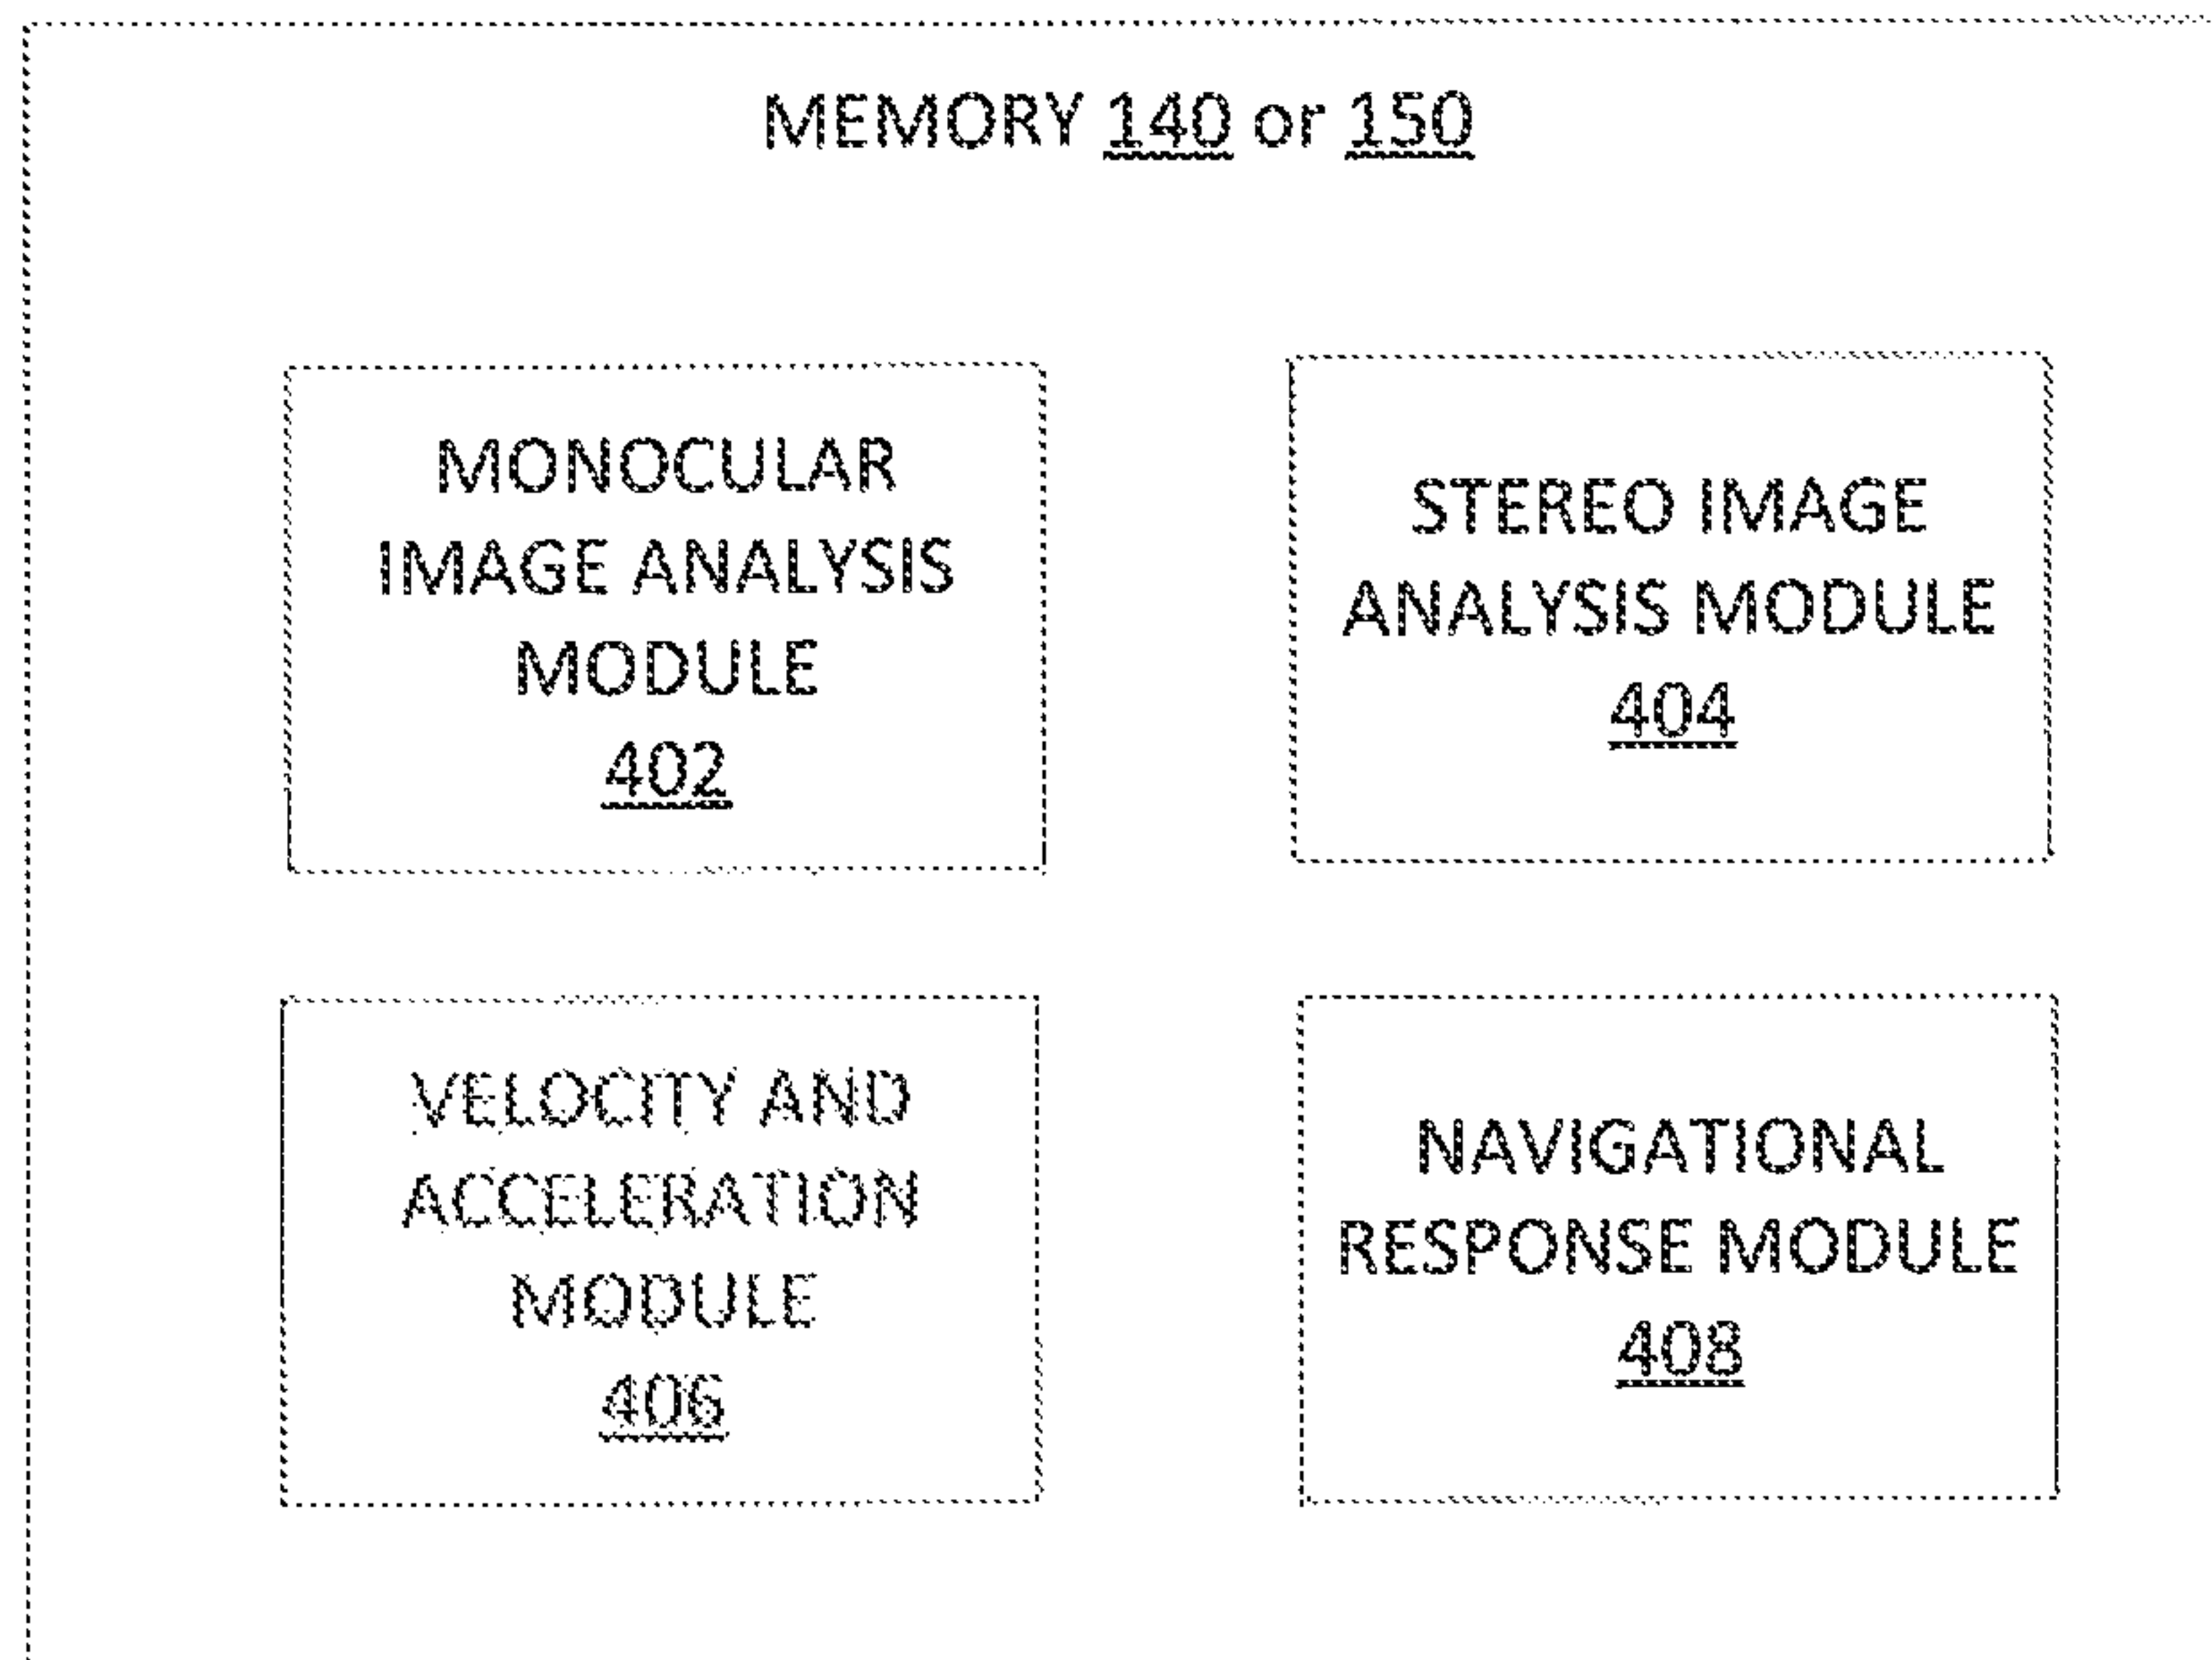 MEMORY 140 or 150
MONOCULAR
IMAGE ANALYSIS
MODULE
402
STEREO IMAGE
ANALYSIS MODULE
404
VELOCITY AND
ACCELERATION
MODULE
406
NAVIGATIONAL
RESPONSE MODULE
408